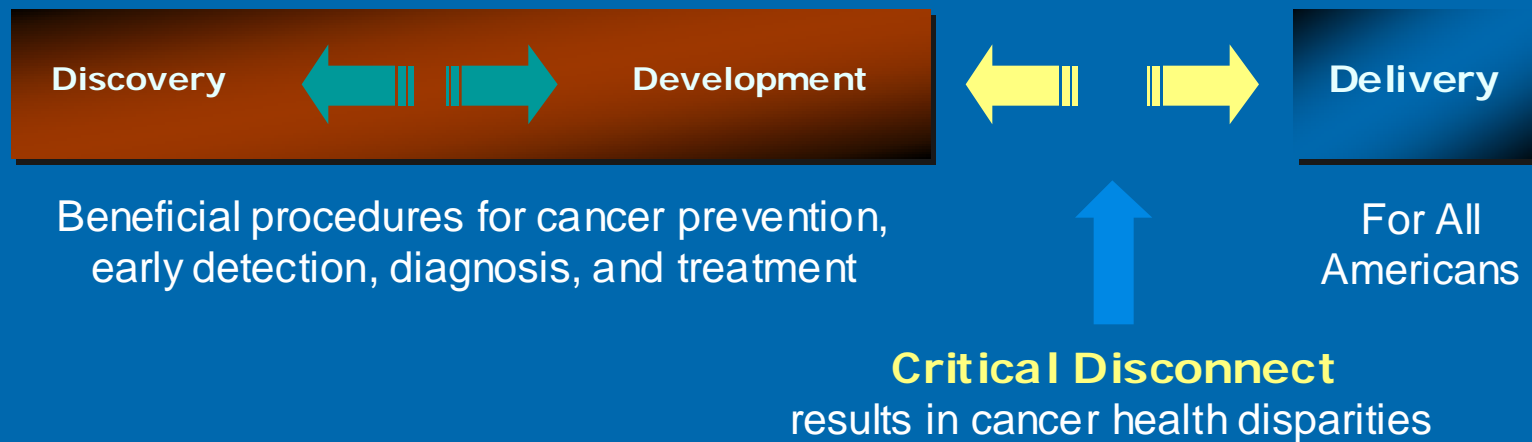 Discovery
Development
Delivery
Beneficial procedures for cancer prevention,
early detection, diagnosis, and treatment
For All
Americans
Critical Disconnect
results in cancer health disparities